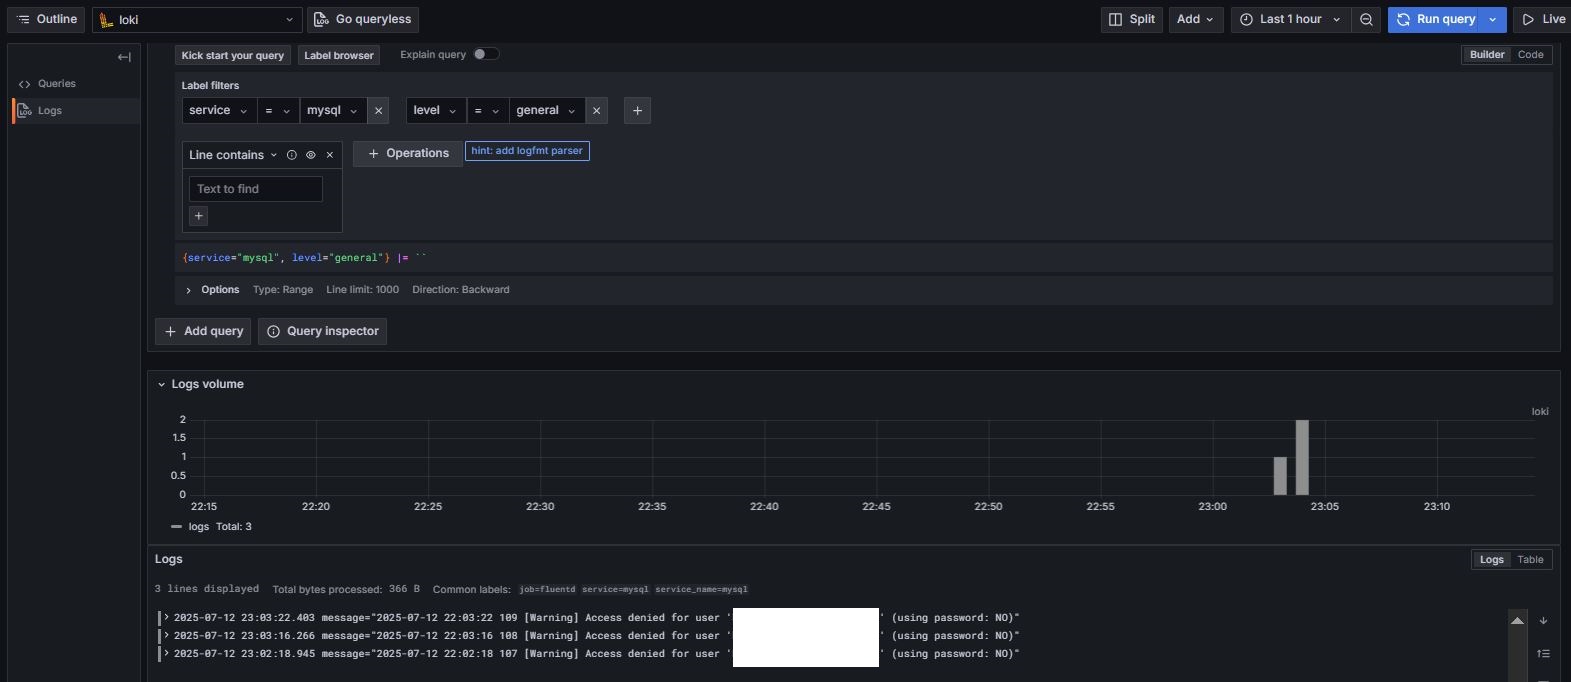 Outline loki Go queryless Split Add Last 1 hour Run query Live
Kick start your query Label browser Explain query Builder Code
Queries
Logs
Label filters
service = mysql level = general
Line contains Operations hint: add logfmt parser
Text to find
{service="mysql", level="general"} |= ``
Options Type: Range Line limit: 1000 Direction: Backward
Add query Query inspector
Logs volume
loki
2
1.5
1
0.5
0
22:15 22:20 22:25 22:30 22:35 22:40 22:45 22:50 22:55 23:00 23:05 23:10
logs Total: 3
Logs Logs Table
3 lines displayed Total bytes processed: 366 B Common labels: job=fluentd service=mysql service_name=mysql
2025-07-12 23:03:22.403 message="2025-07-12 22:03:22 109 [Warning] Access denied for user ' ' (using password: NO)"
2025-07-12 23:03:16.266 message="2025-07-12 22:03:16 108 [Warning] Access denied for user ' ' (using password: NO)"
2025-07-12 23:02:18.945 message="2025-07-12 22:02:18 107 [Warning] Access denied for user ' ' (using password: NO)"